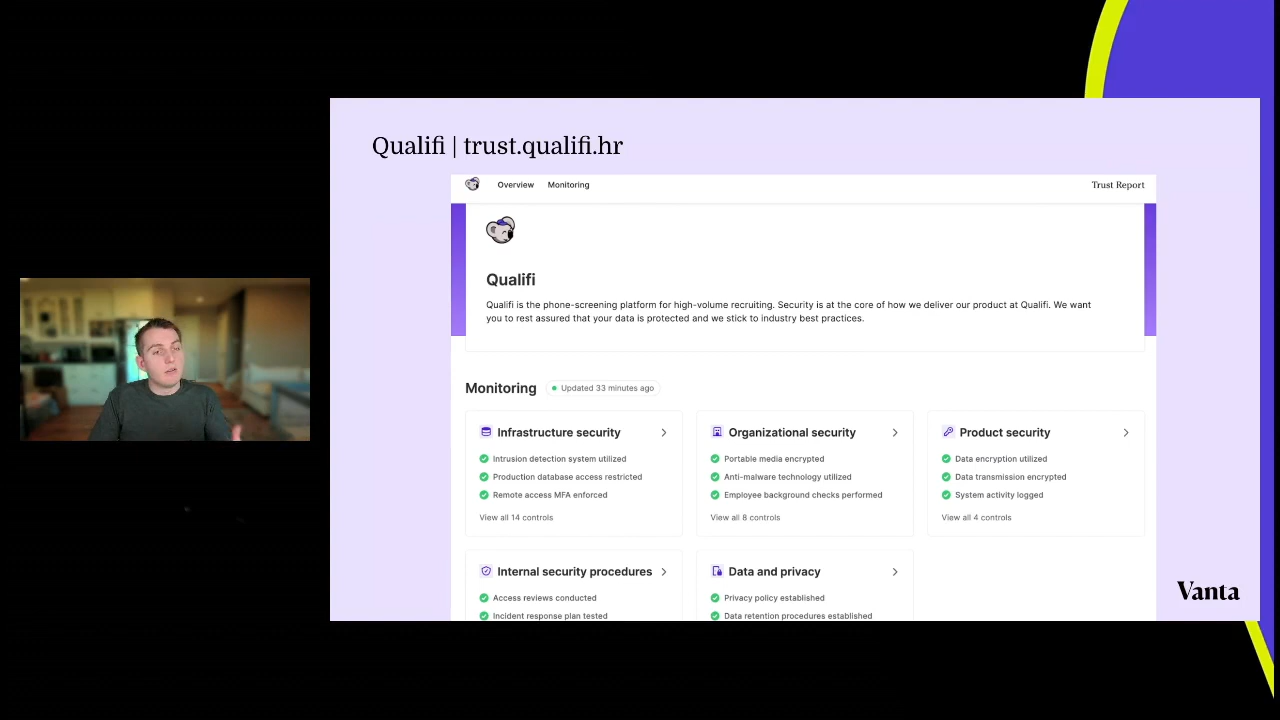 Qualifi | trust.qualifi.hr
Overview Monitoring Trust Report
Qualifi
Qualifi is the phone-screening platform for high-volume recruiting. Security is at the core of how we deliver our product at Qualifi. We want
you to rest assured that your data is protected and we stick to industry best practices.
Monitoring Updated 33 minutes ago
Infrastructure security
Intrusion detection system utilized
Production database access restricted
Remote access MFA enforced
View all 14 controls
Organizational security
Portable media encrypted
Anti-malware technology utilized
Employee background checks performed
View all 8 controls
Product security
Data encryption utilized
Data transmission encrypted
System activity logged
View all 4 controls
Internal security procedures
Access reviews conducted
Incident response plan tested
Data and privacy
Privacy policy established
Data retention procedures established
Vanta